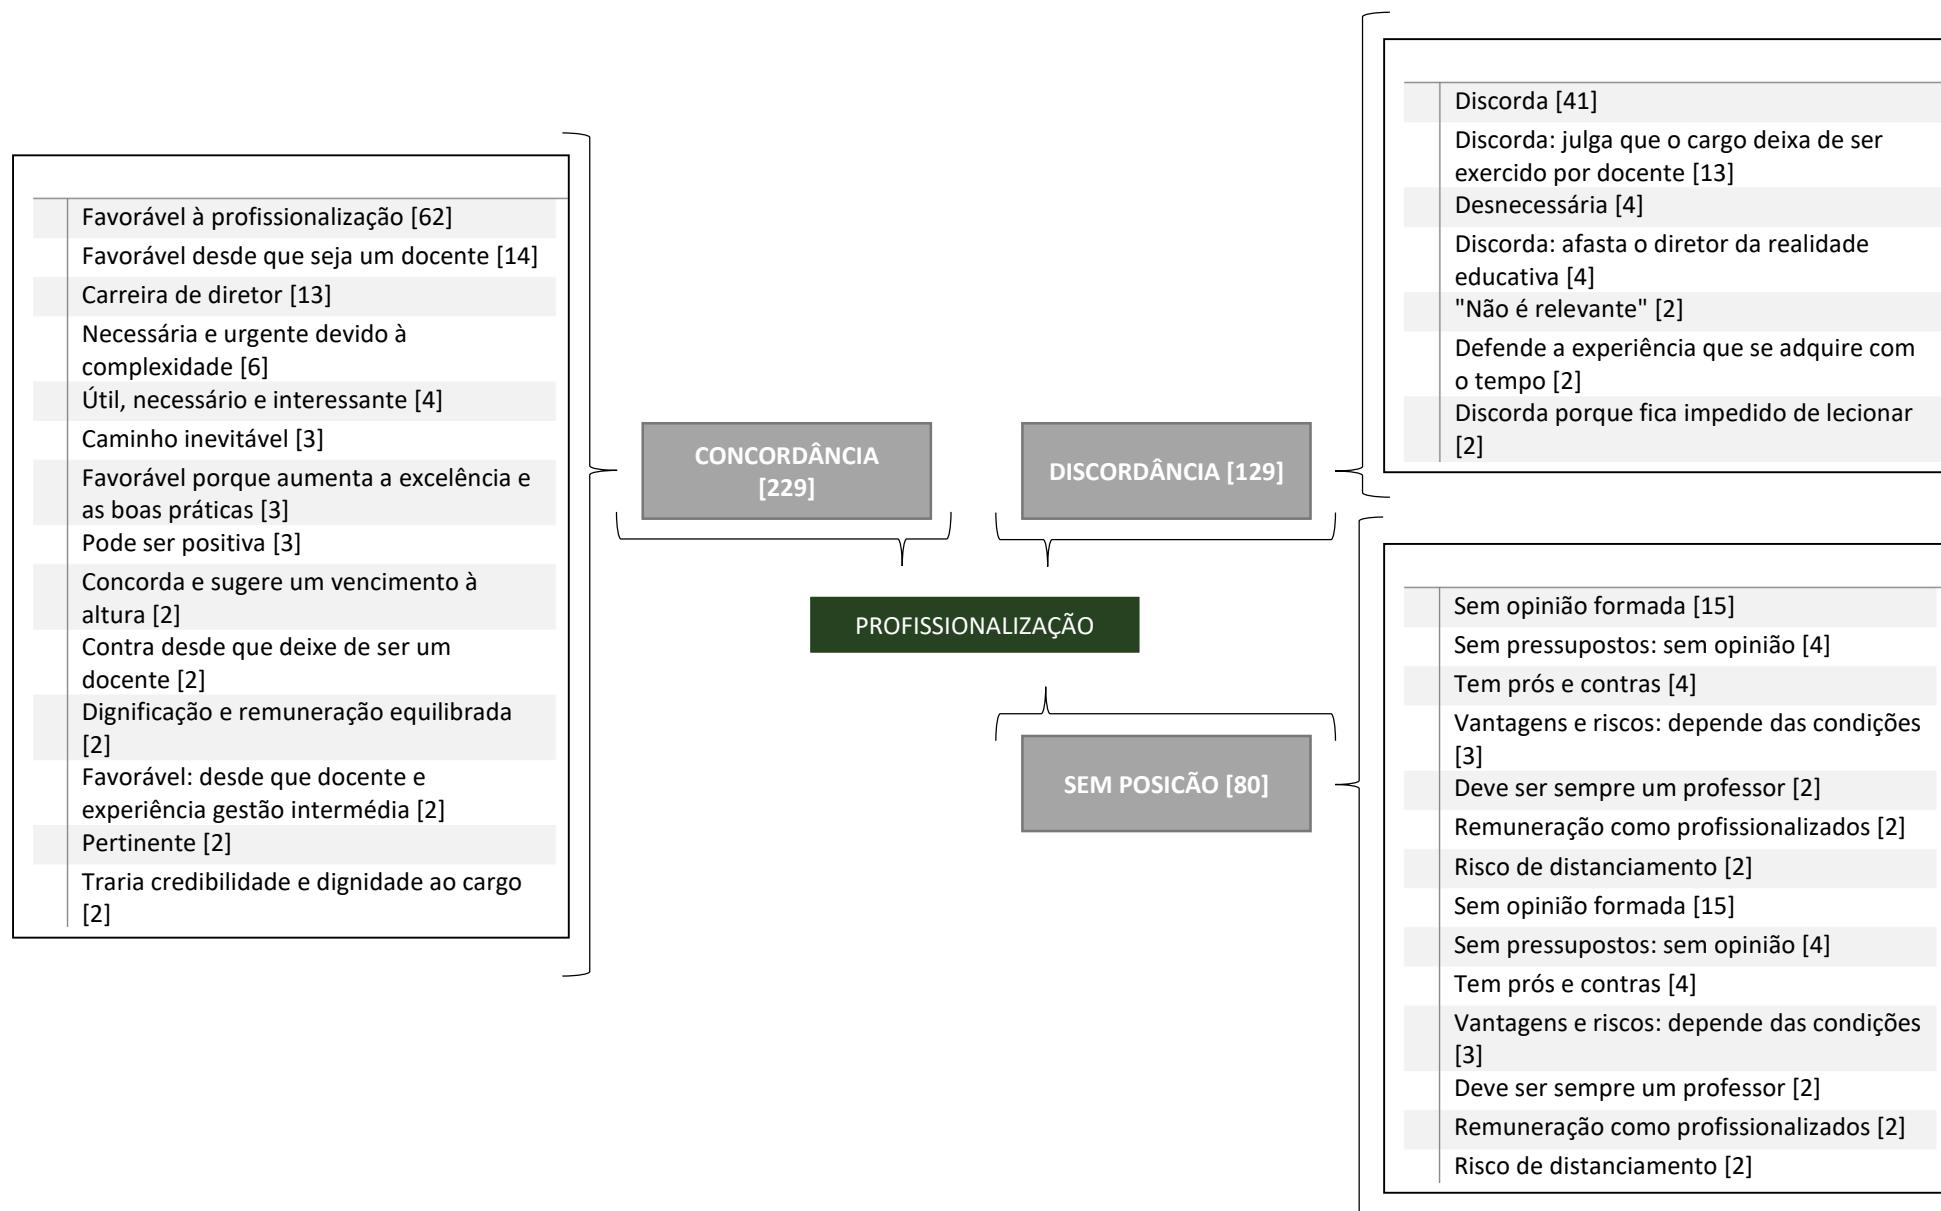 Favorável à profissionalização [62]
Favorável desde que seja um docente [14]
Carreira de diretor [13]
Necessária e urgente devido à
complexidade [6]
Útil, necessário e interessante [4]
Caminho inevitável [3]
Favorável porque aumenta a excelência e
as boas práticas [3]
Pode ser positiva [3]
Concorda e sugere um vencimento à
altura [2]
Contra desde que deixe de ser um
docente [2]
Dignificação e remuneração equilibrada
[2]
Favorável: desde que docente e
experiência gestão intermédia [2]
Pertinente [2]
Traria credibilidade e dignidade ao cargo
[2]
CONCORDÂNCIA
[229]
DISCORDÂNCIA [129]
PROFISSIONALIZAÇÃO
SEM POSICÃO [80]
Discorda [41]
Discorda: julga que o cargo deixa de ser
exercido por docente [13]
Desnecessária [4]
Discorda: afasta o diretor da realidade
educativa [4]
"Não é relevante" [2]
Defende a experiência que se adquire com
o tempo [2]
Discorda porque fica impedido de lecionar
[2]
Sem opinião formada [15]
Sem pressupostos: sem opinião [4]
Tem prós e contras [4]
Vantagens e riscos: depende das condições
[3]
Deve ser sempre um professor [2]
Remuneração como profissionalizados [2]
Risco de distanciamento [2]
Sem opinião formada [15]
Sem pressupostos: sem opinião [4]
Tem prós e contras [4]
Vantagens e riscos: depende das condições
[3]
Deve ser sempre um professor [2]
Remuneração como profissionalizados [2]
Risco de distanciamento [2]